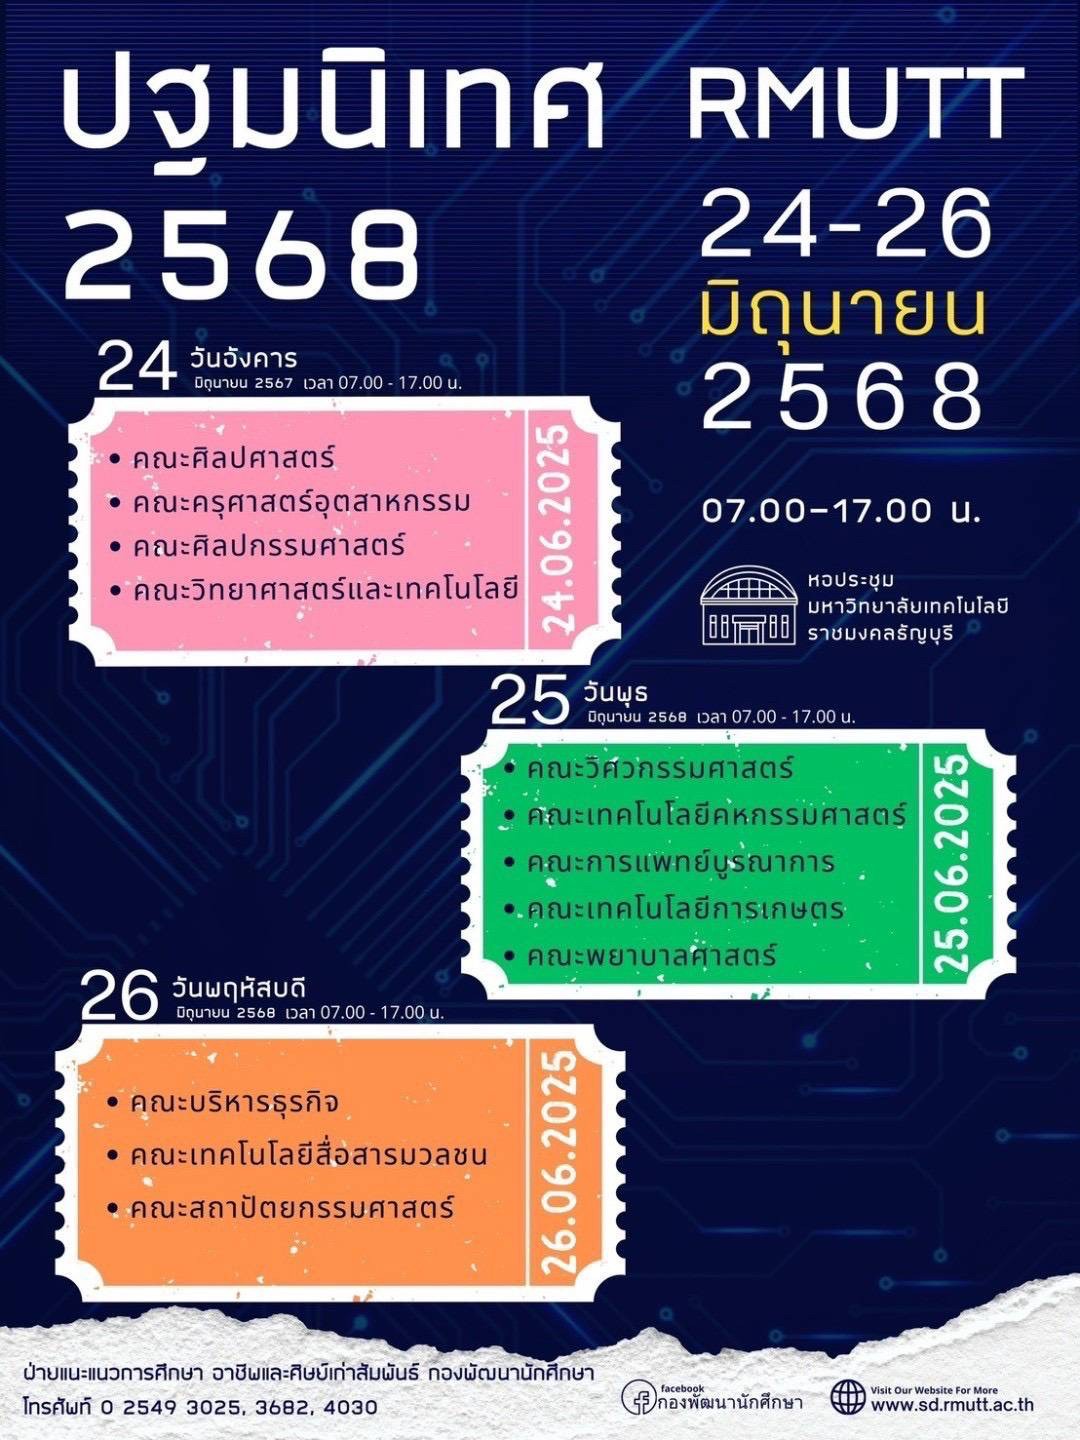 ปฐมนิเทศ RMUTT
2568
24-26
มิถุนายน
2568
07.00-17.00 น.
หอประชุม
มหาวิทยาลัยเทคโนโลยี
ราชมงคลธัญบุรี
24 วันอังคาร
มิถุนายน 2567 เวลา 07.00 - 17.00 น.
• คณะศิลปศาสตร์
• คณะครุศาสตร์อุตสาหกรรม
• คณะศิลปกรรมศาสตร์
• คณะวิทยาศาสตร์และเทคโนโลยี
24.06.2025
25 วันพุธ
มิถุนายน 2568 เวลา 07.00 - 17.00 น.
• คณะวิศวกรรมศาสตร์
• คณะเทคโนโลยีคหกรรมศาสตร์
• คณะการแพทย์บูรณาการ
• คณะเทคโนโลยีการเกษตร
• คณะพยาบาลศาสตร์
25.06.2025
26 วันพฤหัสบดี
มิถุนายน 2568 เวลา 07.00 - 17.00 น.
• คณะบริหารธุรกิจ
• คณะเทคโนโลยีสื่อสารมวลชน
• คณะสถาปัตยกรรมศาสตร์
26.06.2025
ฝ่ายแนะแนวการศึกษา อาชีพและศิษย์เก่าสัมพันธ์ กองพัฒนานักศึกษา
โทรศัพท์ 0 2549 3025, 3682, 4030
facebook
กองพัฒนานักศึกษา
Visit Our Website For More
www.sd.rmutt.ac.th